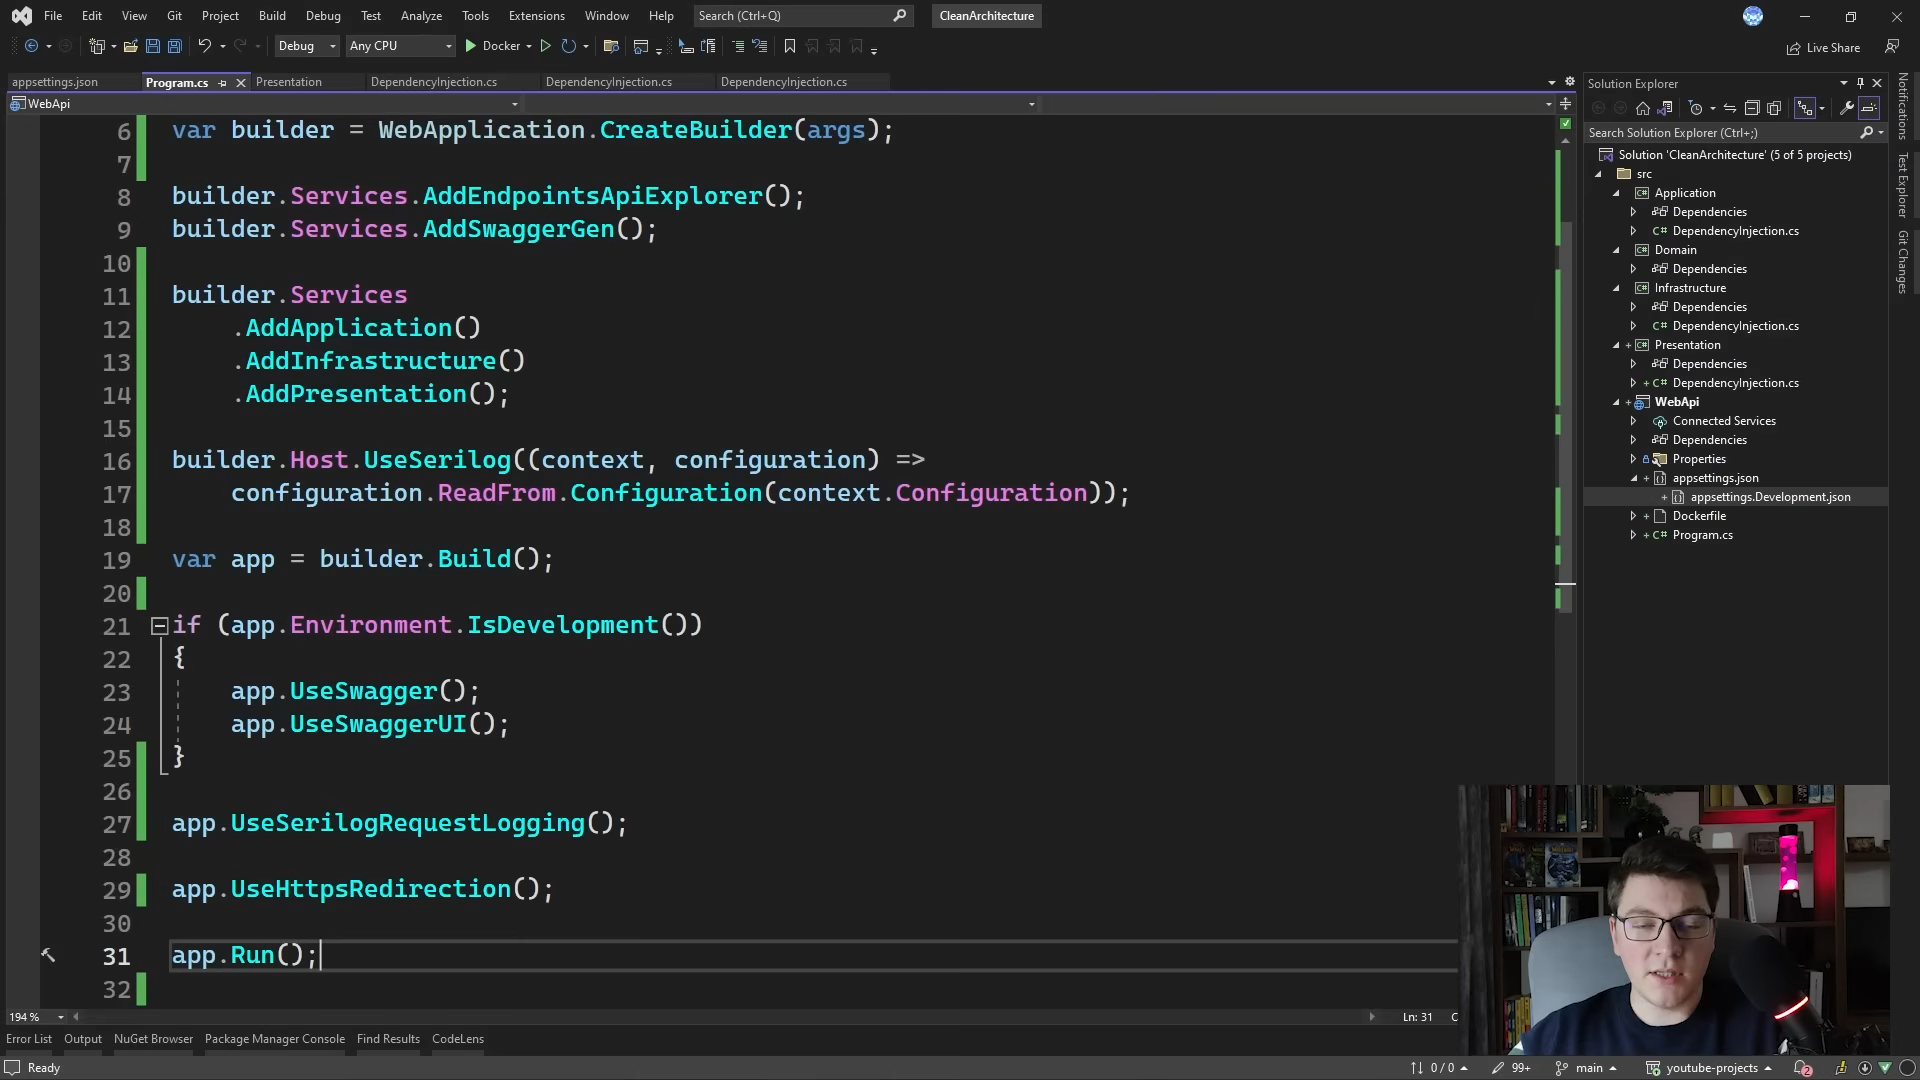 File Edit View Git Project Build Debug Test Analyze Tools Extensions Window Help Search (Ctrl+Q) CleanArchitecture
Debug Any CPU Docker Live Share
appsettings.json Program.cs Presentation DependencyInjection.cs DependencyInjection.cs DependencyInjection.cs
WebApi
6 var builder = WebApplication.CreateBuilder(args);
7
8 builder.Services.AddEndpointsApiExplorer();
9 builder.Services.AddSwaggerGen();
10
11 builder.Services
12 .AddApplication()
13 .AddInfrastructure()
14 .AddPresentation();
15
16 builder.Host.UseSerilog((context, configuration) =>
17 configuration.ReadFrom.Configuration(context.Configuration));
18
19 var app = builder.Build();
20
21 if (app.Environment.IsDevelopment())
22 {
23 app.UseSwagger();
24 app.UseSwaggerUI();
25 }
26
27 app.UseSerilogRequestLogging();
28
29 app.UseHttpsRedirection();
30
31 app.Run();
32
194 % Ln: 31 C
Solution Explorer
Search Solution Explorer (Ctrl+;)
Solution 'CleanArchitecture' (5 of 5 projects)
src
Application
Dependencies
DependencyInjection.cs
Domain
Dependencies
Infrastructure
Dependencies
DependencyInjection.cs
Presentation
Dependencies
DependencyInjection.cs
WebApi
Connected Services
Dependencies
Properties
appsettings.json
appsettings.Development.json
Dockerfile
Program.cs
Notifications
Test Explorer
Git Changes
Error List Output NuGet Browser Package Manager Console Find Results CodeLens
Ready 0 / 0 99+ main youtube-projects 2